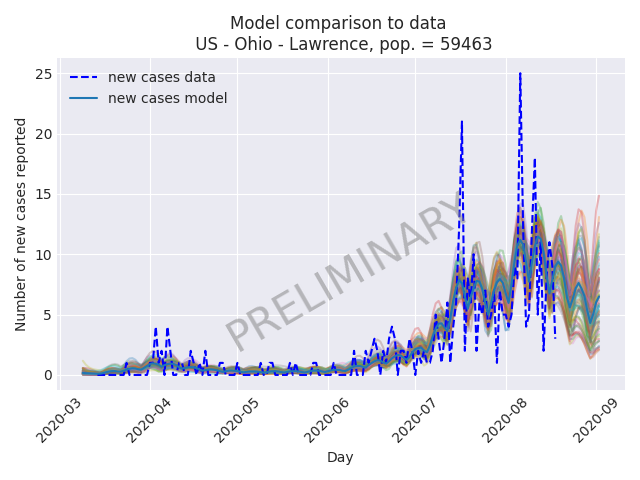 Model comparison to data
US - Ohio - Lawrence, pop. = 59463
new cases data
new cases model
Number of new cases reported
25
20
15
10
5
0
PRELIMINARY
2020-03
2020-04
2020-05
2020-06
2020-07
2020-08
2020-09
Day